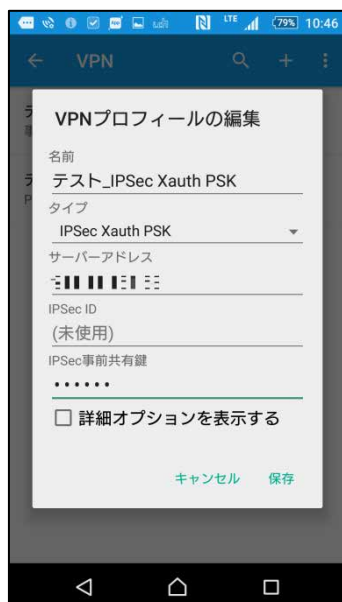 LTE 79% 10:46
VPN
VPNプロフィールの編集
名前
テスト_IPSec Xauth PSK
タイプ
IPSec Xauth PSK
サーバーアドレス
IPSec ID
(未使用)
IPSec事前共有鍵
••••••
詳細オプションを表示する
キャンセル 保存